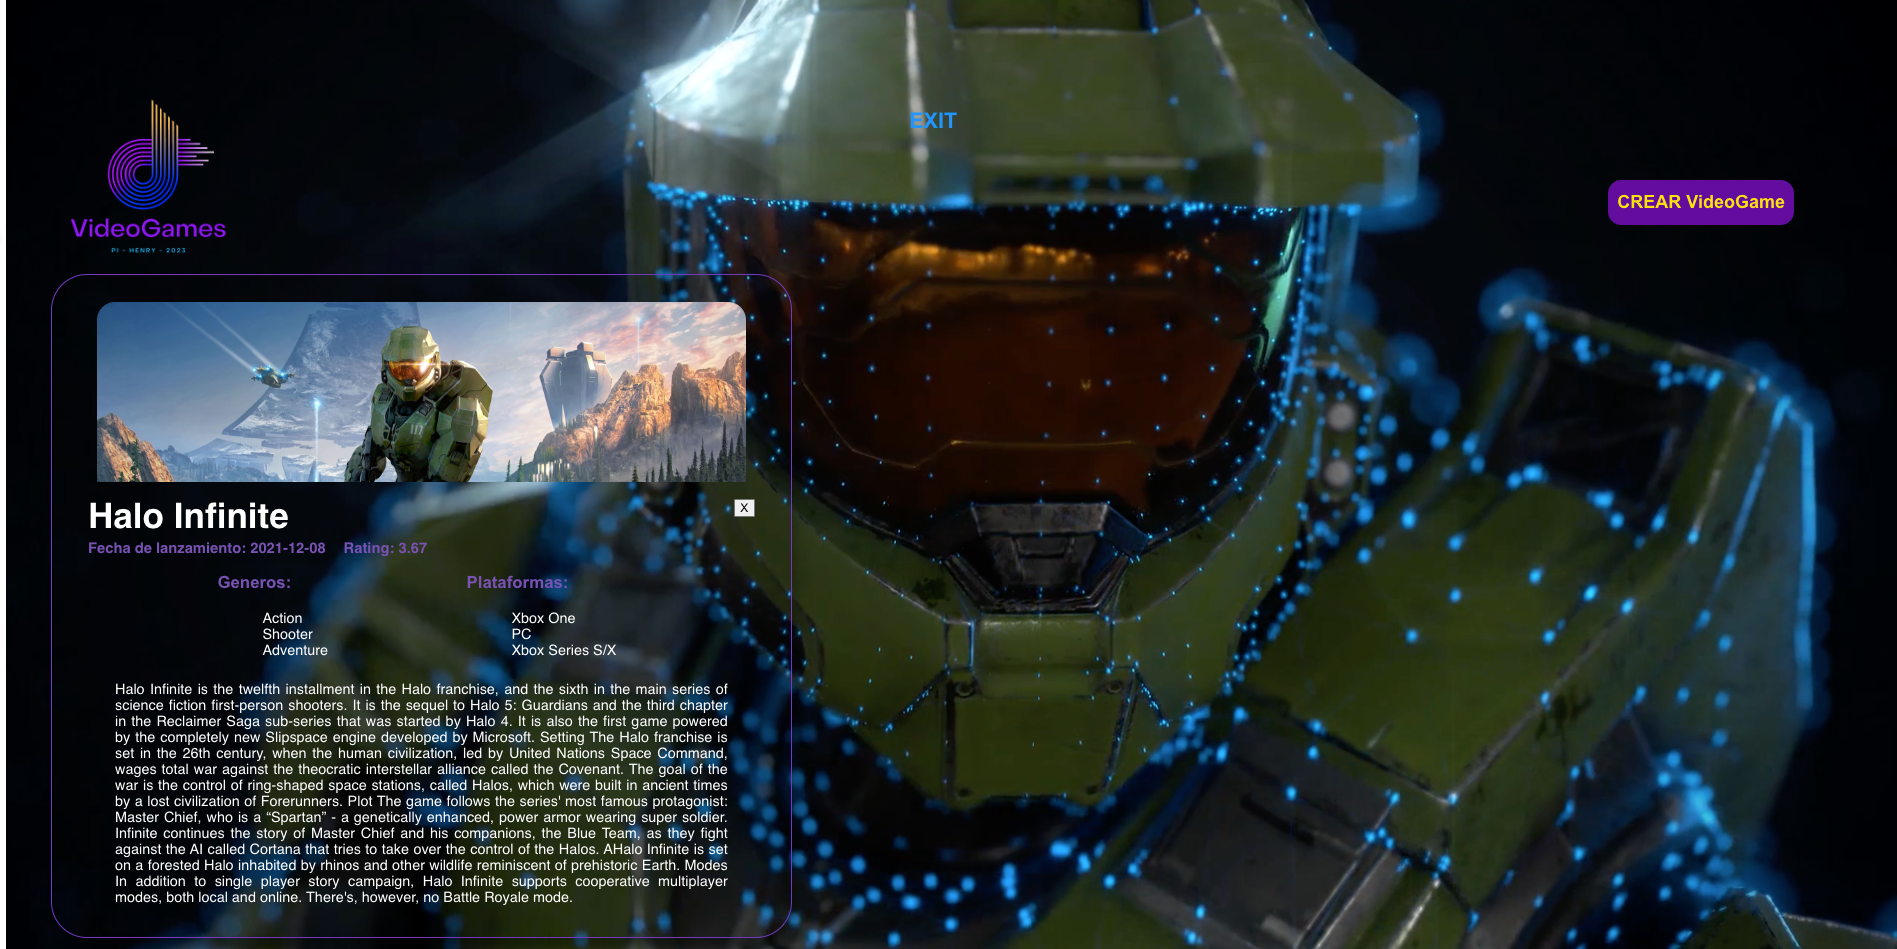 EXIT
VideoGames
PI - HENRY - 2023
CREAR VideoGame
Halo Infinite
X
Fecha de lanzamiento: 2021-12-08 Rating: 3.67
Generos:
Action
Shooter
Adventure
Plataformas:
Xbox One
PC
Xbox Series S/X
Halo Infinite is the twelfth installment in the Halo franchise, and the sixth in the main series of
science fiction first-person shooters. It is the sequel to Halo 5: Guardians and the third chapter
in the Reclaimer Saga sub-series that was started by Halo 4. It is also the first game powered
by the completely new Slipspace engine developed by Microsoft. Setting The Halo franchise is
set in the 26th century, when the human civilization, led by United Nations Space Command,
wages total war against the theocratic interstellar alliance called the Covenant. The goal of the
war is the control of ring-shaped space stations, called Halos, which were built in ancient times
by a lost civilization of Forerunners. Plot The game follows the series' most famous protagonist:
Master Chief, who is a “Spartan” - a genetically enhanced, power armor wearing super soldier.
Infinite continues the story of Master Chief and his companions, the Blue Team, as they fight
against the AI called Cortana that tries to take over the control of the Halos. AHalo Infinite is set
on a forested Halo inhabited by rhinos and other wildlife reminiscent of prehistoric Earth. Modes
In addition to single player story campaign, Halo Infinite supports cooperative multiplayer
modes, both local and online. There's, however, no Battle Royale mode.